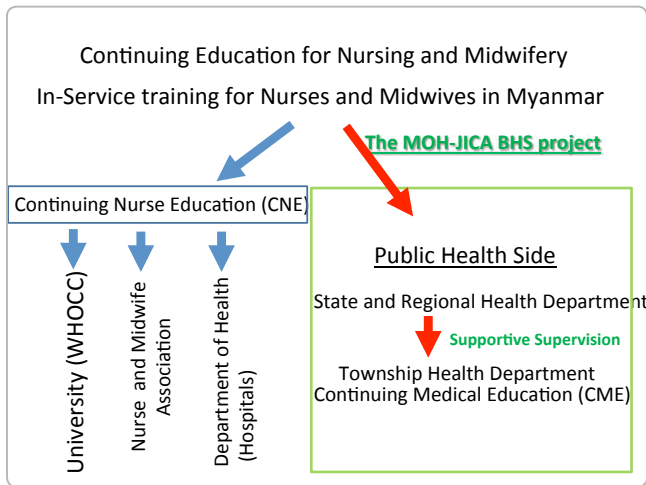 Continuing Education for Nursing and Midwifery
In-Service training for Nurses and Midwives in Myanmar
The MOH-JICA BHS project
Continuing Nurse Education (CNE)
University (WHOCC)
Nurse and Midwife
Association
Department of Health
(Hospitals)
Public Health Side
State and Regional Health Department
Supportive Supervision
Township Health Department
Continuing Medical Education (CME)